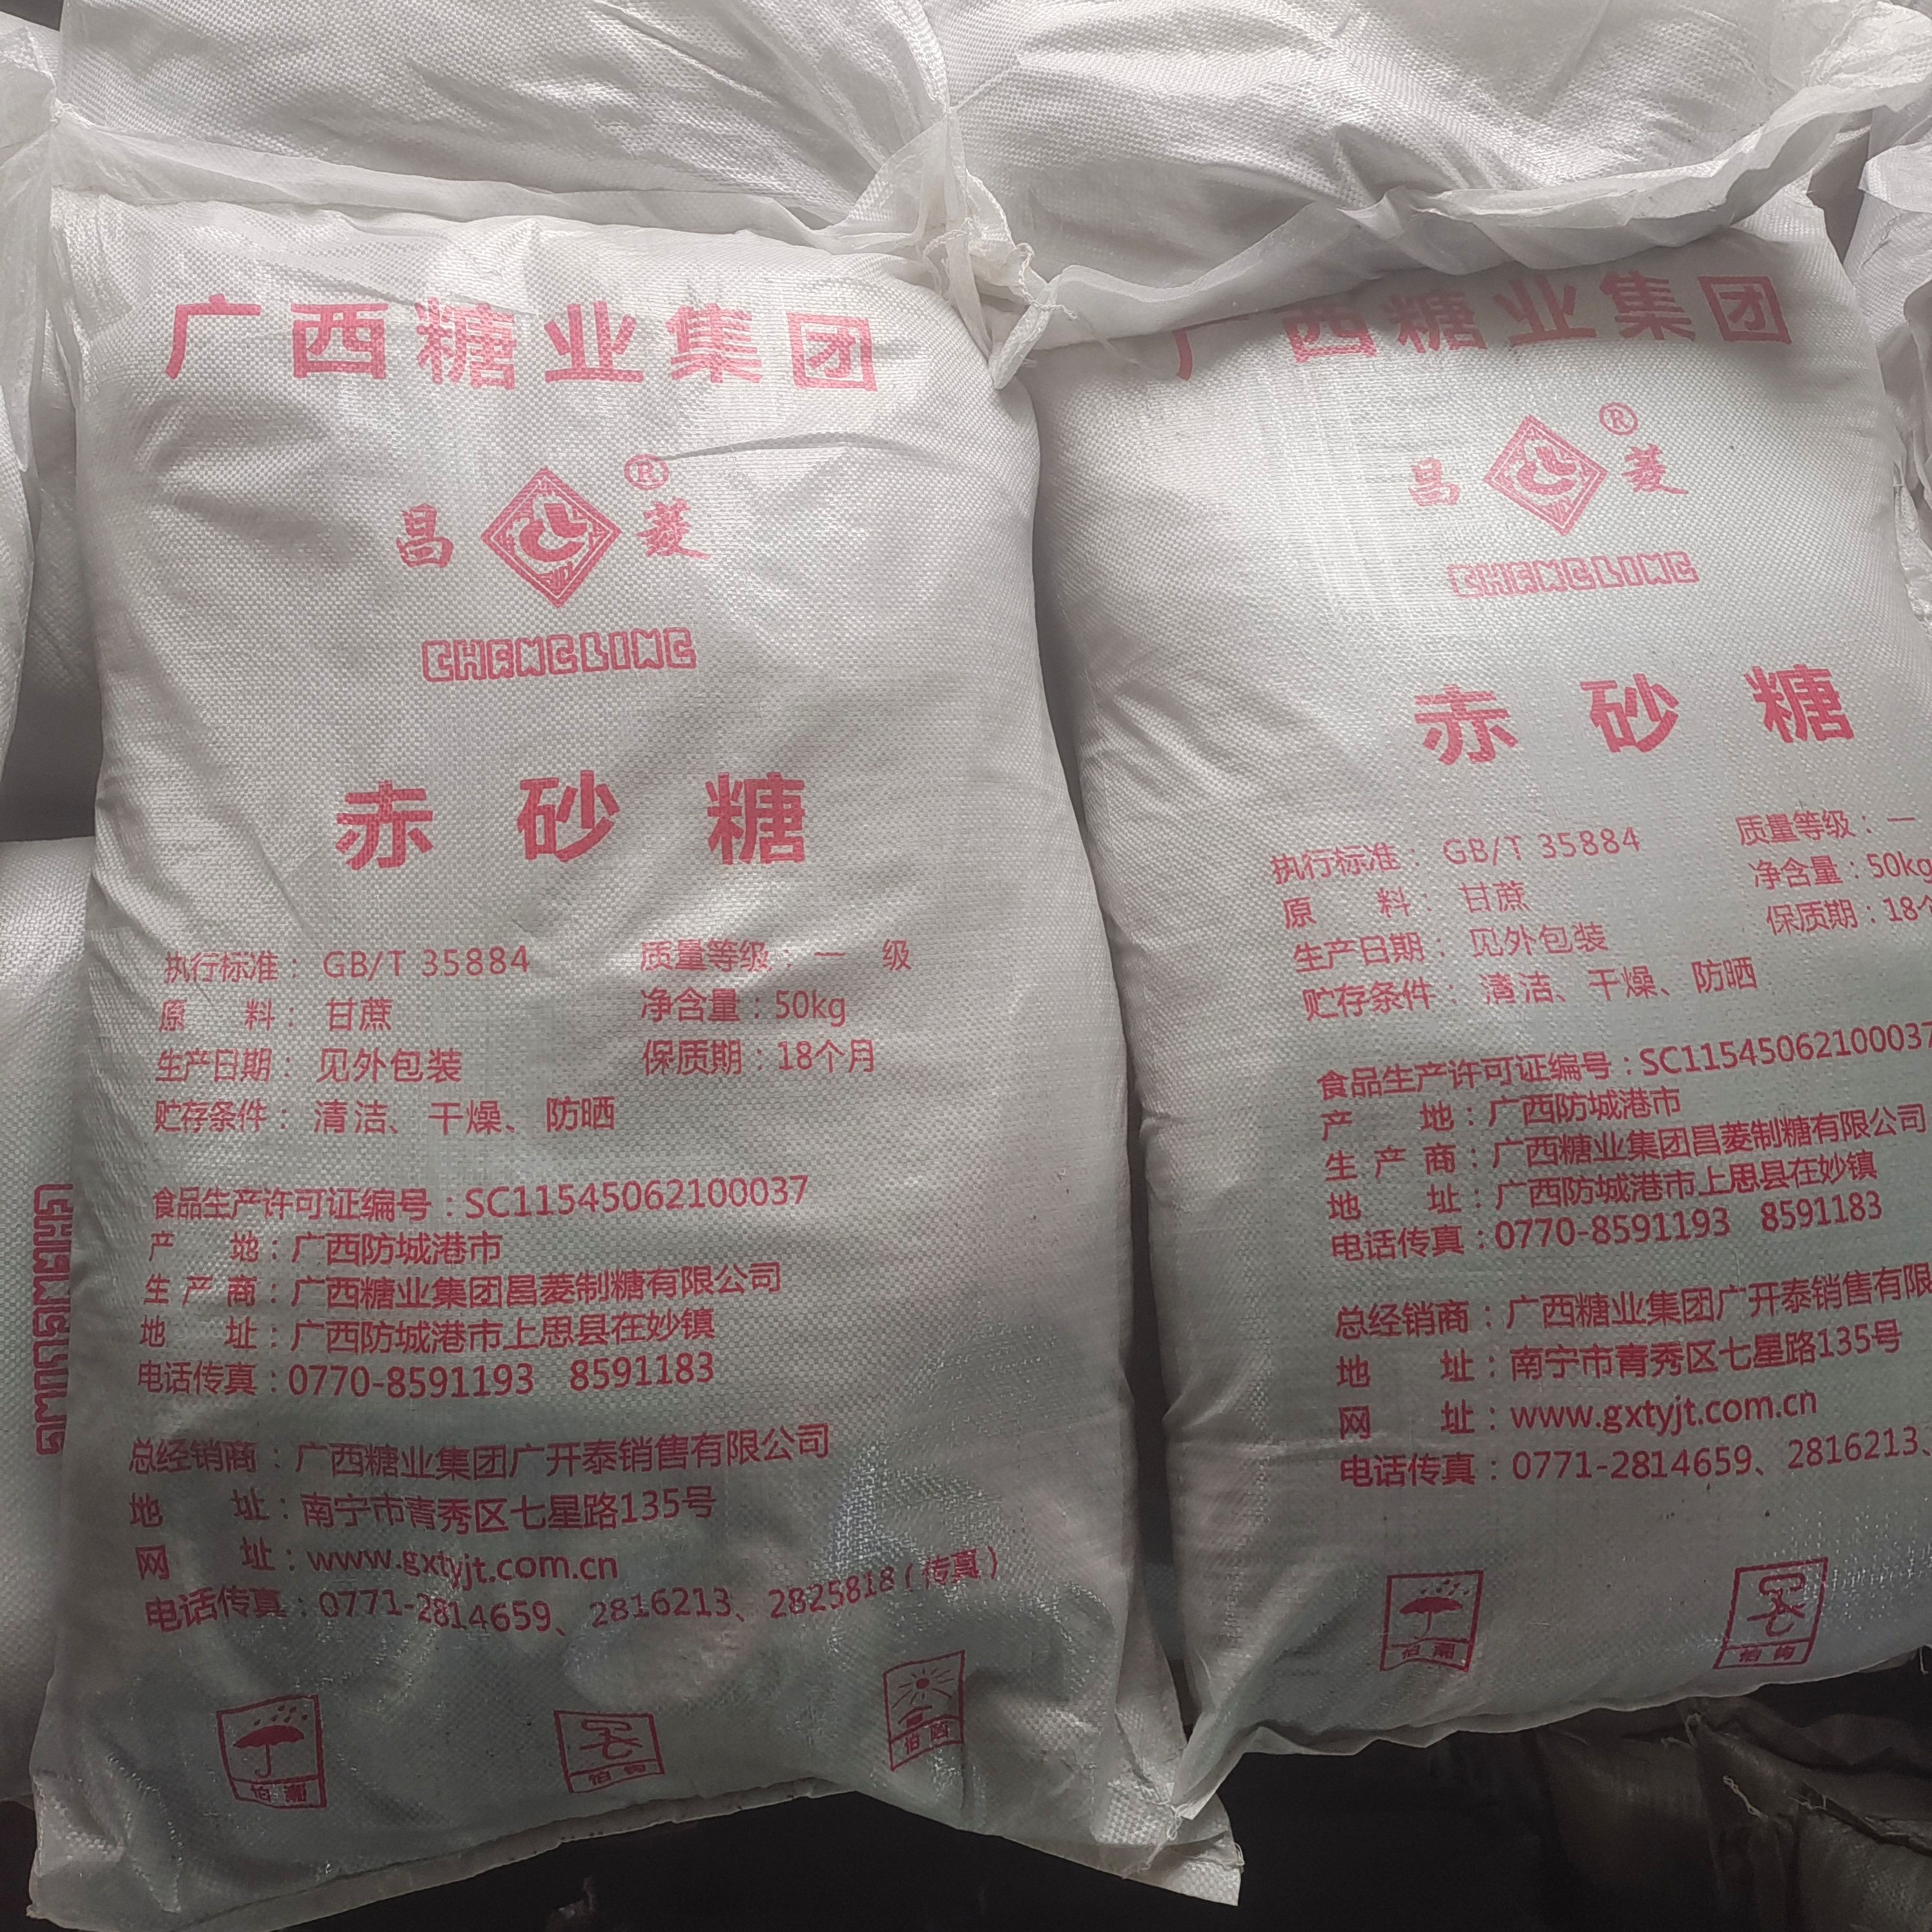 广西糖业集团
昌 ® 菱
CHANGLING
赤砂糖
执行标准：GB/T 35884 质量等级：一 级
原 料：甘蔗 净含量：50kg
生产日期：见外包装 保质期：18个月
贮存条件：清洁、干燥、防晒
食品生产许可证编号：SC11545062100037
产 地：广西防城港市
生 产 商：广西糖业集团昌菱制糖有限公司
地 址：广西防城港市上思县在妙镇
电话传真：0770-8591193 8591183
总经销商：广西糖业集团广开泰销售有限公司
地 址：南宁市青秀区七星路135号
网 址：www.gxtyjt.com.cn
电话传真：0771-2814659、2816213、2825818（传真）
怕 潮
怕 钩
怕 晒
广西糖业集团
昌 ® 菱
CHANGLING
赤砂糖
执行标准：GB/T 35884 质量等级：一
原 料：甘蔗 净含量：50kg
生产日期：见外包装 保质期：18个
贮存条件：清洁、干燥、防晒
食品生产许可证编号：SC11545062100037
产 地：广西防城港市
生 产 商：广西糖业集团昌菱制糖有限公司
地 址：广西防城港市上思县在妙镇
电话传真：0770-8591193 8591183
总经销商：广西糖业集团广开泰销售有限
地 址：南宁市青秀区七星路135号
网 址：www.gxtyjt.com.cn
电话传真：0771-2814659、2816213、
怕 潮
怕 钩
CHANGLING